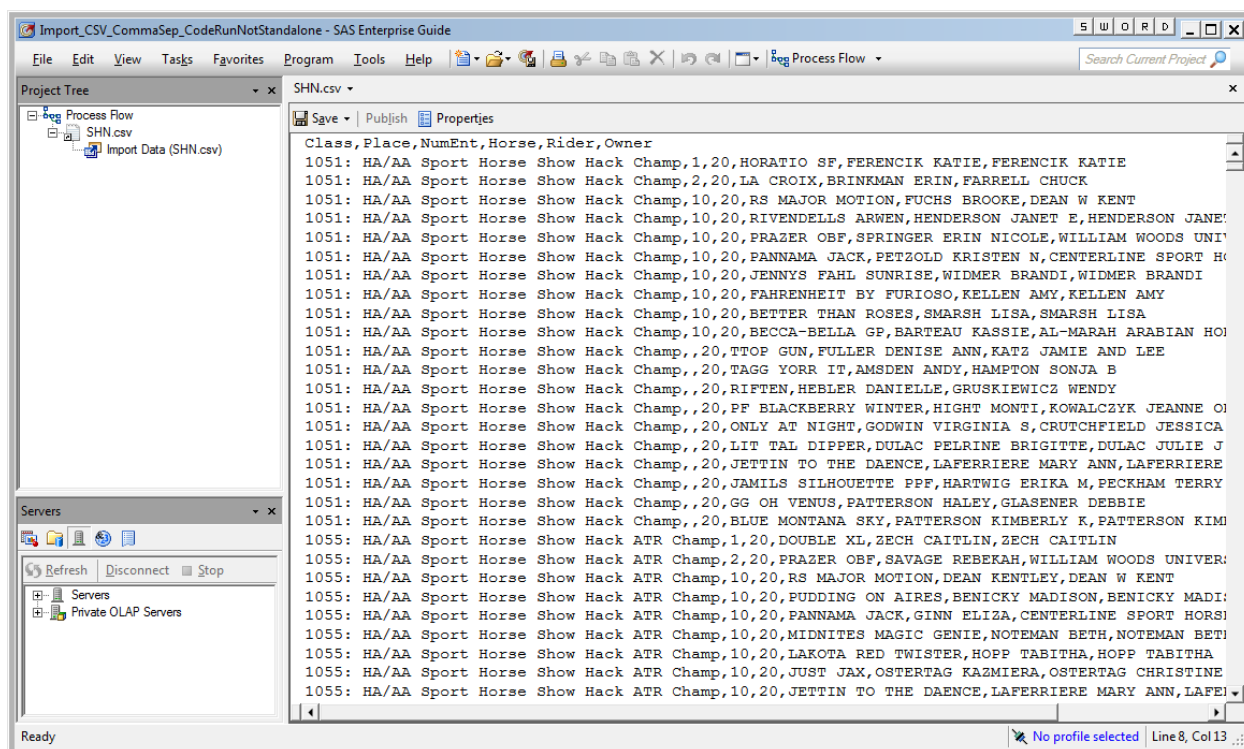 Import_CSV_CommaSep_CodeRunNotStandalone - SAS Enterprise Guide
S W O R D
File Edit View Tasks Favorites Program Tools Help Process Flow
Search Current Project
Project Tree
Process Flow
SHN.csv
Import Data (SHN.csv)
Servers
Refresh Disconnect Stop
Servers
Private OLAP Servers
SHN.csv
Save Publish Properties
Class,Place,NumEnt,Horse,Rider,Owner
1051: HA/AA Sport Horse Show Hack Champ,1,20,HORATIO SF,FERENCIK KATIE,FERENCIK KATIE
1051: HA/AA Sport Horse Show Hack Champ,2,20,LA CROIX,BRINKMAN ERIN,FARRELL CHUCK
1051: HA/AA Sport Horse Show Hack Champ,10,20,RS MAJOR MOTION,FUCHS BROOKE,DEAN W KENT
1051: HA/AA Sport Horse Show Hack Champ,10,20,RIVENDELLS ARWEN,HENDERSON JANET E,HENDERSON JANE
1051: HA/AA Sport Horse Show Hack Champ,10,20,PRAZER OBF,SPRINGER ERIN NICOLE,WILLIAM WOODS UNI
1051: HA/AA Sport Horse Show Hack Champ,10,20,PANNAMA JACK,PETZOLD KRISTEN N,CENTERLINE SPORT H
1051: HA/AA Sport Horse Show Hack Champ,10,20,JENNYS FAHL SUNRISE,WIDMER BRANDI,WIDMER BRANDI
1051: HA/AA Sport Horse Show Hack Champ,10,20,FAHRENHEIT BY FURIOSO,KELLEN AMY,KELLEN AMY
1051: HA/AA Sport Horse Show Hack Champ,10,20,BETTER THAN ROSES,SMARSH LISA,SMARSH LISA
1051: HA/AA Sport Horse Show Hack Champ,10,20,BECCA-BELLA GP,BARTEAU KASSIE,AL-MARAH ARABIAN HO
1051: HA/AA Sport Horse Show Hack Champ,,20,TTOP GUN,FULLER DENISE ANN,KATZ JAMIE AND LEE
1051: HA/AA Sport Horse Show Hack Champ,,20,TAGG YORR IT,AMSDEN ANDY,HAMPTON SONJA B
1051: HA/AA Sport Horse Show Hack Champ,,20,RIFTEN,HEBLER DANIELLE,GRUSKIEWICZ WENDY
1051: HA/AA Sport Horse Show Hack Champ,,20,PF BLACKBERRY WINTER,HIGHT MONTI,KOWALCZYK JEANNE O
1051: HA/AA Sport Horse Show Hack Champ,,20,ONLY AT NIGHT,GODWIN VIRGINIA S,CRUTCHFIELD JESSICA
1051: HA/AA Sport Horse Show Hack Champ,,20,LIT TAL DIPPER,DULAC PELRINE BRIGITTE,DULAC JULIE J
1051: HA/AA Sport Horse Show Hack Champ,,20,JETTIN TO THE DAENCE,LAFERRIERE MARY ANN,LAFERRIERE
1051: HA/AA Sport Horse Show Hack Champ,,20,JAMILS SILHOUETTE PPF,HARTWIG ERIKA M,PECKHAM TERRY
1051: HA/AA Sport Horse Show Hack Champ,,20,GG OH VENUS,PATTERSON HALEY,GLASENER DEBBIE
1051: HA/AA Sport Horse Show Hack Champ,,20,BLUE MONTANA SKY,PATTERSON KIMBERLY K,PATTERSON KIM
1055: HA/AA Sport Horse Show Hack ATR Champ,1,20,DOUBLE XL,ZECH CAITLIN,ZECH CAITLIN
1055: HA/AA Sport Horse Show Hack ATR Champ,2,20,PRAZER OBF,SAVAGE REBEKAH,WILLIAM WOODS UNIVER
1055: HA/AA Sport Horse Show Hack ATR Champ,10,20,RS MAJOR MOTION,DEAN KENTLEY,DEAN W KENT
1055: HA/AA Sport Horse Show Hack ATR Champ,10,20,PUDDING ON AIRES,BENICKY MADISON,BENICKY MADI
1055: HA/AA Sport Horse Show Hack ATR Champ,10,20,PANNAMA JACK,GINN ELIZA,CENTERLINE SPORT HORS
1055: HA/AA Sport Horse Show Hack ATR Champ,10,20,MIDNITES MAGIC GENIE,NOTEMAN BETH,NOTEMAN BET
1055: HA/AA Sport Horse Show Hack ATR Champ,10,20,LAKOTA RED TWISTER,HOPP TABITHA,HOPP TABITHA
1055: HA/AA Sport Horse Show Hack ATR Champ,10,20,JUST JAX,OSTERTAG KAZMIERA,OSTERTAG CHRISTINE
1055: HA/AA Sport Horse Show Hack ATR Champ,10,20,JETTIN TO THE DAENCE,LAFERRIERE MARY ANN,LAFE
Ready
No profile selected Line 8, Col 13